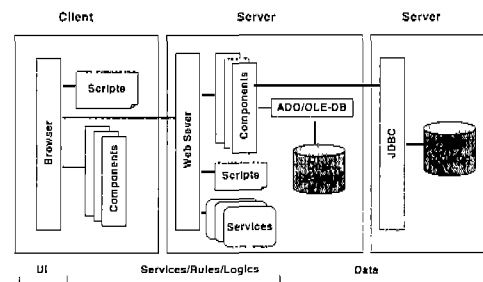 Client
Server
Server
Browser
Scripts
Components
Web Sever
Components
ADO/OLE-DB
Scripts
Services
JDBC
UI
Services/Rules/Logics
Data